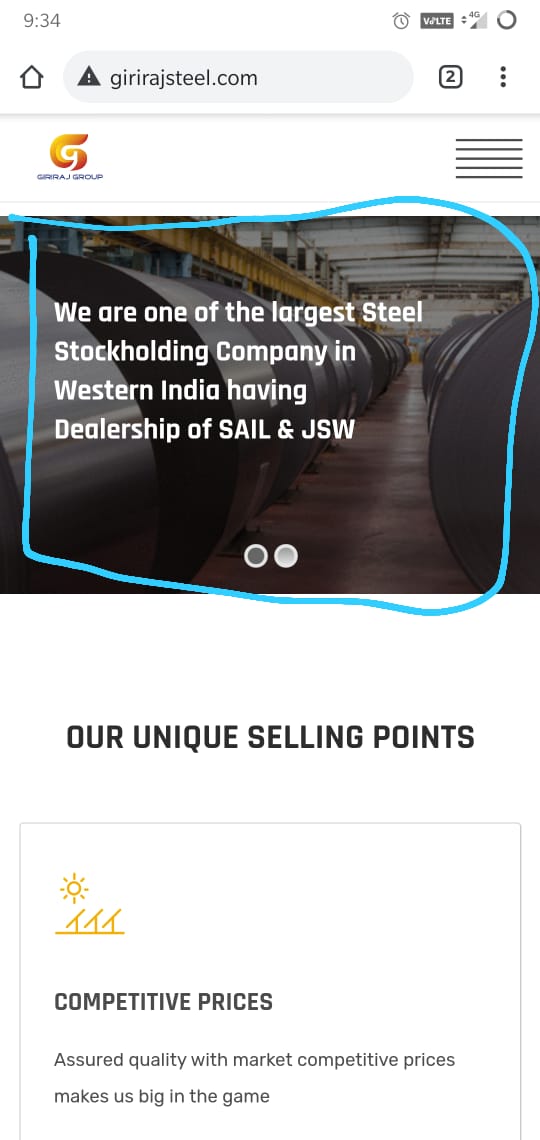 9:34
VoLTE
4G
girirajsteel.com
2
GIRIRAJ GROUP
We are one of the largest Steel
Stockholding Company in
Western India having
Dealership of SAIL & JSW
OUR UNIQUE SELLING POINTS
COMPETITIVE PRICES
Assured quality with market competitive prices
makes us big in the game